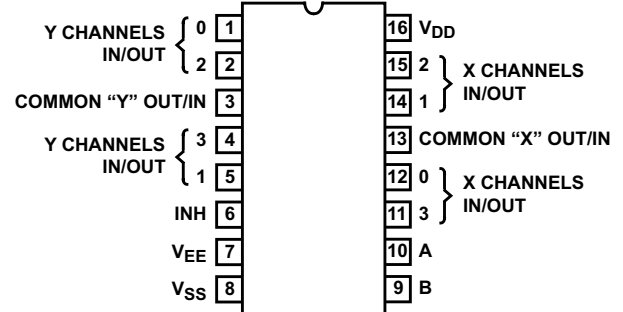 Y CHANNELS IN/OUT 0 1
2 2
COMMON “Y” OUT/IN 3
Y CHANNELS IN/OUT 3 4
1 5
INH 6
VEE 7
VSS 8
16 VDD
15 2 X CHANNELS IN/OUT
14 1
13 COMMON “X” OUT/IN
12 0 X CHANNELS IN/OUT
11 3
10 A
9 B